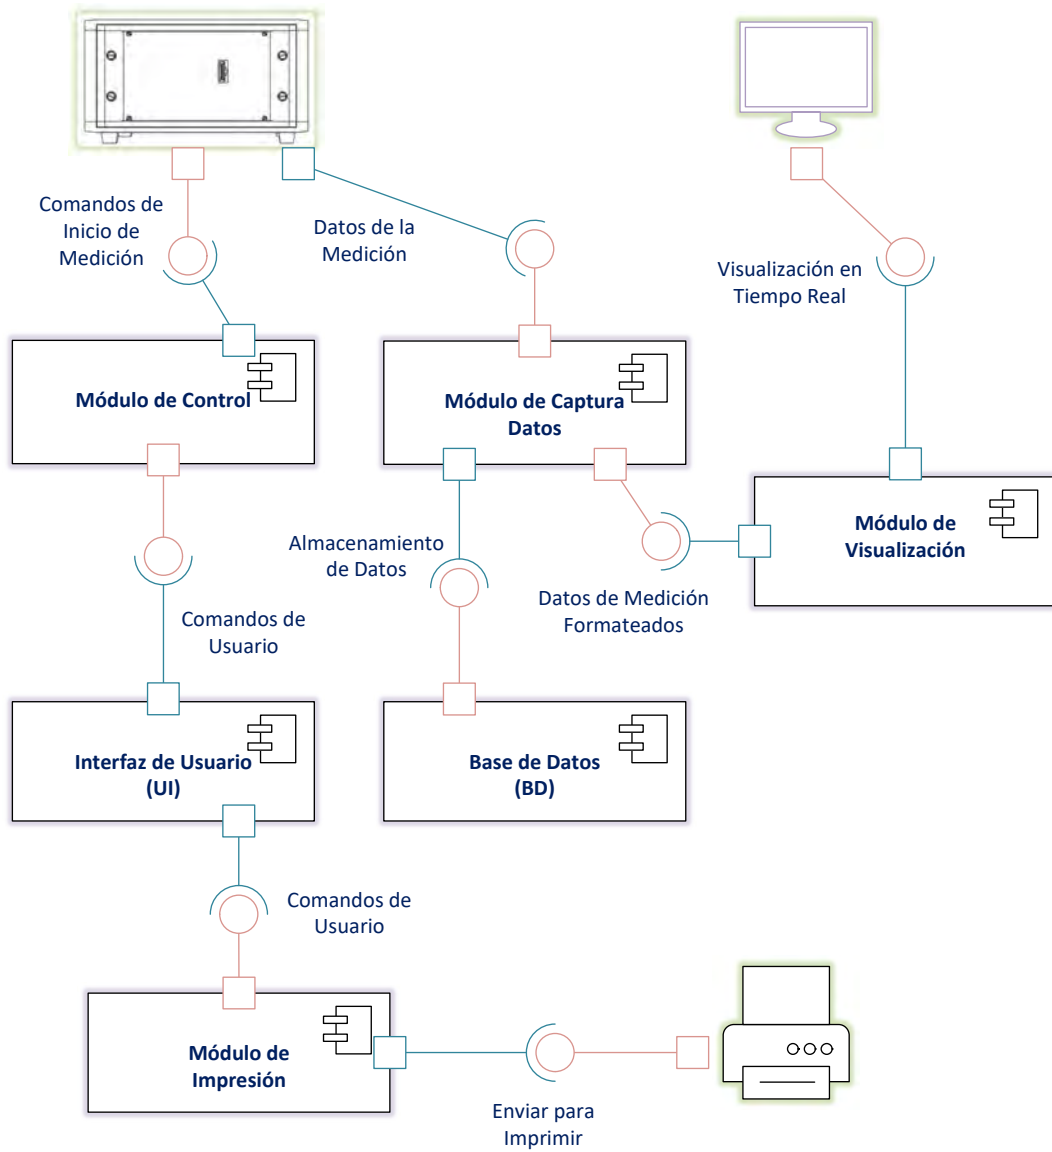 Comandos de
Inicio de
Medición
Datos de la
Medición
Visualización en
Tiempo Real
Módulo de Control
Módulo de Captura
Datos
Módulo de
Visualización
Almacenamiento
de Datos
Datos de Medición
Formateados
Comandos de
Usuario
Interfaz de Usuario
(UI)
Base de Datos
(BD)
Comandos de
Usuario
Módulo de
Impresión
Enviar para
Imprimir